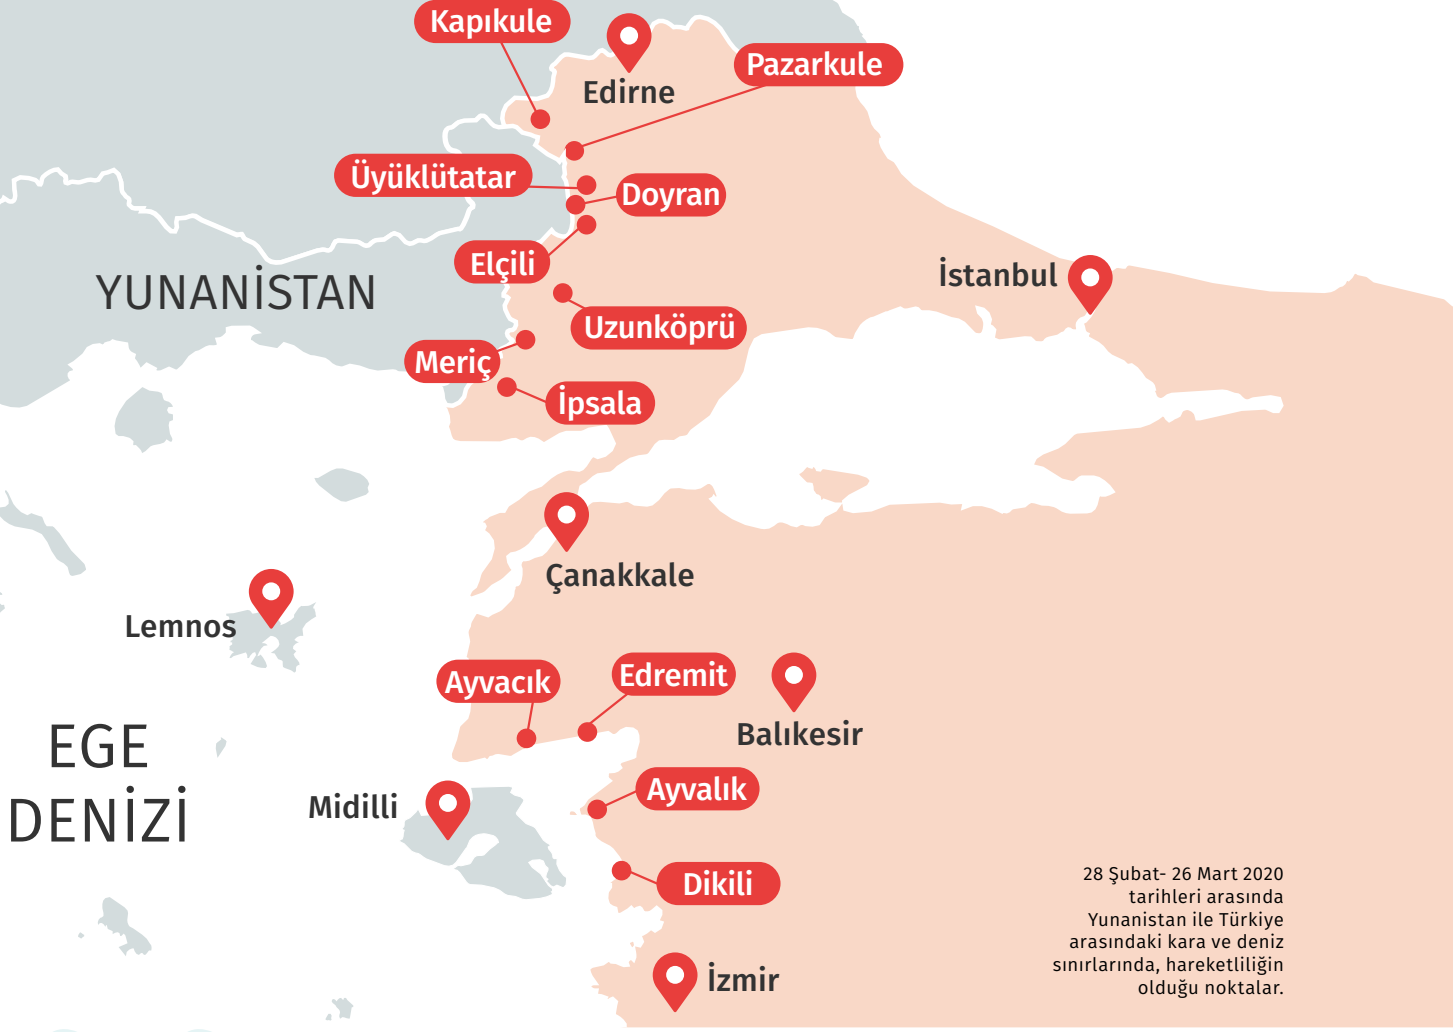 Kapıkule
Edirne
Pazarkule
Üyüklütatar
Doyran
Elçili
YUNANİSTAN
İstanbul
Uzunköprü
Meriç
İpsala
Çanakkale
Lemnos
Ayvacık
Edremit
Balıkesir
EGE
DENİZİ
Midilli
Ayvalık
Dikili
İzmir
28 Şubat- 26 Mart 2020
tarihleri arasında
Yunanistan ile Türkiye
arasındaki kara ve deniz
sınırlarında, hareketliliğin
olduğu noktalar.